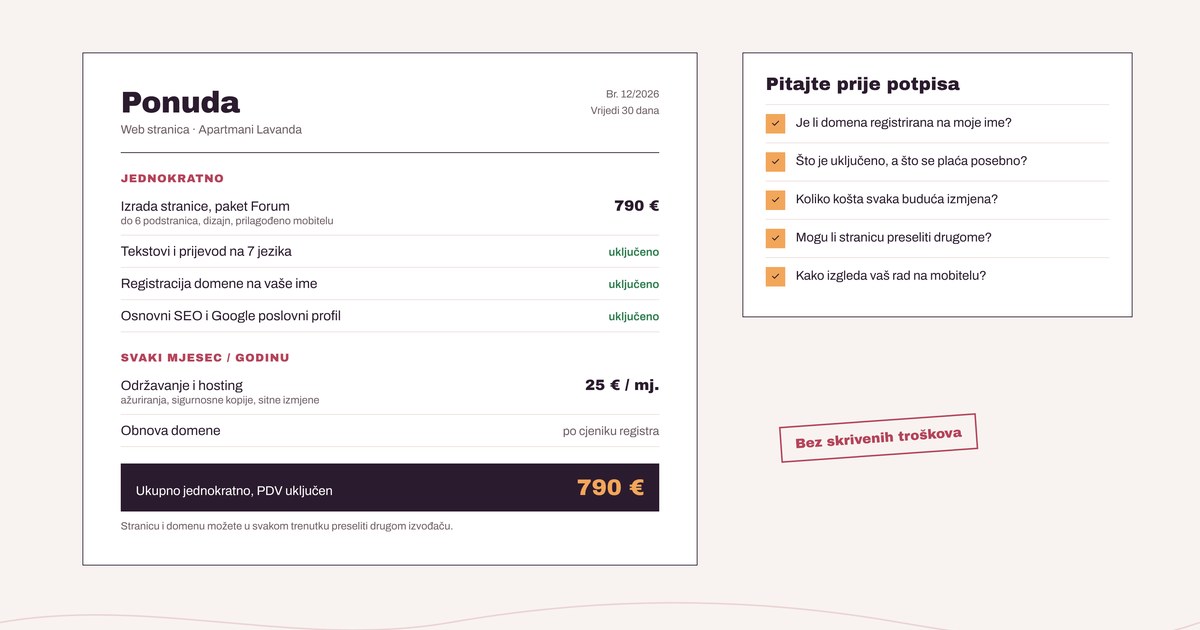 Ponuda
Web stranica · Apartmani Lavanda
Br. 12/2026
Vrijedi 30 dana
JEDNOKRATNO
Izrada stranice, paket Forum
790 €
do 6 podstranica, dizajn, prilagođeno mobitelu
Tekstovi i prijevod na 7 jezika
uključeno
Registracija domene na vaše ime
uključeno
Osnovni SEO i Google poslovni profil
uključeno
SVAKI MJESEC / GODINU
Održavanje i hosting
25 € / mj.
ažuriranja, sigurnosne kopije, sitne izmjene
Obnova domene
po cjeniku registra
Ukupno jednokratno, PDV uključen
790 €
Stranicu i domenu možete u svakom trenutku preseliti drugom izvođaču.
Pitajte prije potpisa
Je li domena registrirana na moje ime?
Što je uključeno, a što se plaća posebno?
Koliko košta svaka buduća izmjena?
Mogu li stranicu preseliti drugome?
Kako izgleda vaš rad na mobitelu?
Bez skrivenih troškova